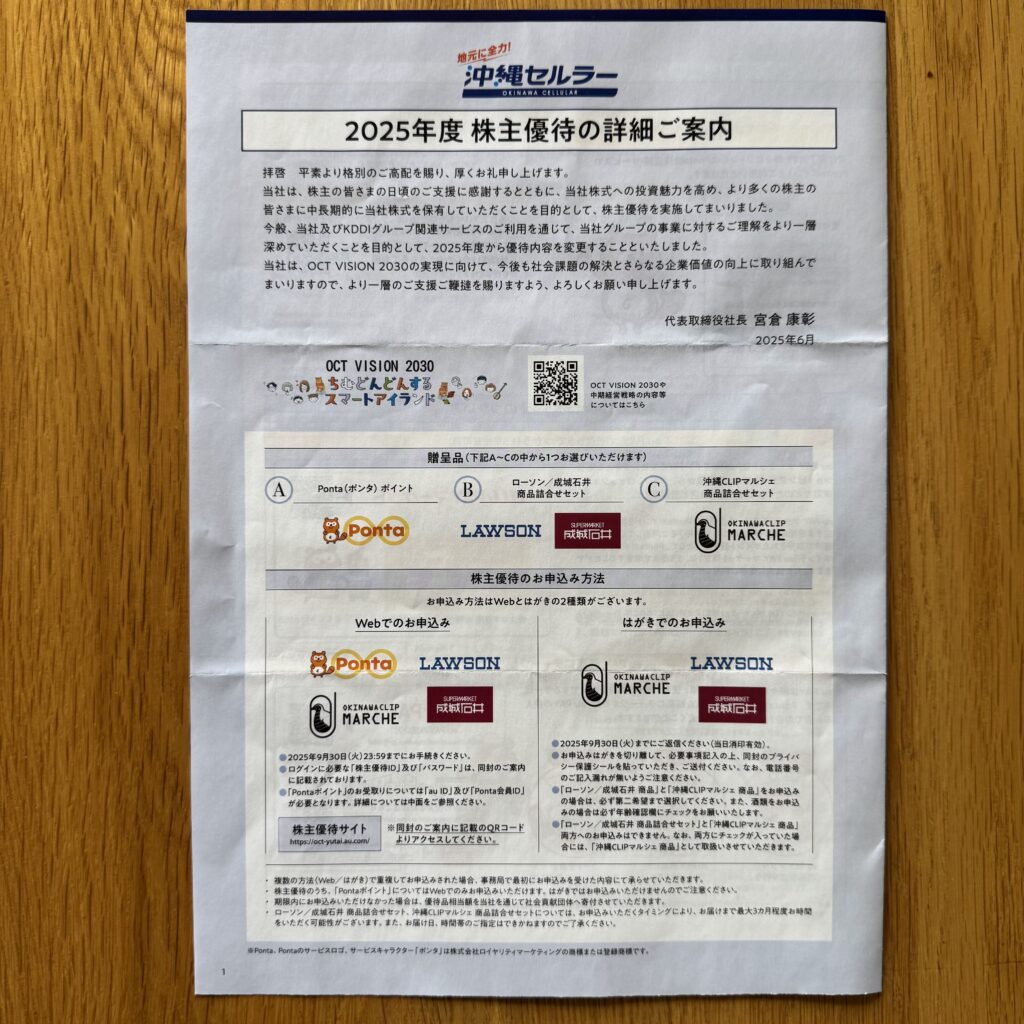 地元に全力!
沖縄セルラー
OKINAWA CELLULAR
2025年度 株主優待の詳細ご案内
拝啓　平素より格別のご高配を賜り、厚くお礼申し上げます。
当社は、株主の皆さまの日頃のご支援に感謝するとともに、当社株式への投資魅力を高め、より多くの株主の
皆さまに中長期的に当社株式を保有していただくことを目的として、株主優待を実施してまいりました。
今般、当社及びKDDIグループ関連サービスのご利用を通じて、当社グループの事業に対するご理解をより一層
深めていただくことを目的として、2025年度から優待内容を変更することといたしました。
当社は、OCT VISION 2030の実現に向けて、今後も社会課題の解決とさらなる企業価値の向上に取り組んで
まいりますので、より一層のご支援ご鞭撻を賜りますよう、よろしくお願い申し上げます。
代表取締役社長 宮倉 康彰
2025年6月
OCT VISION 2030
ちむどんどんする
スマートアイランド
OCT VISION 2030や
中期経営戦略の内容等
についてはこちら
贈呈品(下記A~Cの中から1つお選びいただけます)
A Ponta(ポンタ) ポイント
B ローソン/成城石井
商品詰合せセット
C 沖縄CLIPマルシェ
商品詰合せセット
Ponta
LAWSON
SUPERMARKET
成城石井
OKINAWA CLIP
MARCHE
株主優待のお申込み方法
お申込み方法はWebとはがきの2種類がございます。
Webでのお申込み
Ponta
LAWSON
OKINAWA CLIP
MARCHE
SUPERMARKET
成城石井
●2025年9月30日(火)23:59までにお手続きください。
●ログインに必要な「株主優待ID」及び「パスワード」は、同封のご案内
に記載されております。
●「Pontaポイント」のお受取りについては「au ID」及び「Ponta会員ID」
が必要となります。詳細については中面をご参照ください。
株主優待サイト
https://oct-yutai.au.com/
※同封のご案内に記載のQRコード
よりアクセスしてください。
はがきでのお申込み
OKINAWA CLIP
MARCHE
LAWSON
SUPERMARKET
成城石井
●2025年9月30日(火)までにご返信ください(当日消印有効)。
●お申込みはがきを切り離して、必要事項記入の上、同封のプライバ
シー保護シールを貼っていただき、ご送付ください。なお、電話番号
のご記入漏れが無いようご注意ください。
●「ローソン/成城石井 商品」と「沖縄CLIPマルシェ 商品」をお申込み
の場合は、必ず第二希望まで選択してください。また、酒類をお申込
みの場合は必ず年齢確認欄にチェックをお願いいたします。
●「ローソン/成城石井 商品詰合せセット」と「沖縄CLIPマルシェ 商品」
両方へのお申込みはできません。なお、両方にチェックが入っていた場
合には、「沖縄CLIPマルシェ 商品」として取扱いさせていただきます。
・ 複数の方法(Web/はがき)で重複してお申込みされた場合、事務局で最初にお申込みを受けた内容にて承らせていただきます。
・ 株主優待のうち、「Pontaポイント」についてはWebでのみお申込みいただけます。はがきではお申込みいただけませんのでご注意ください。
・ 期限内にお申込みいただけなかった場合は、優待品相当額を当社を通じて社会貢献団体へ寄付させていただきます。
・ ローソン/成城石井 商品詰合せセット、沖縄CLIPマルシェ 商品詰合せセットについては、お申込みいただくタイミングにより、お届けまで最大3カ月程度お時間
をいただく可能性がございます。また、お届け日、時間帯のご指定はできかねますのでご了承ください。
※Ponta、Pontaのサービスロゴ、サービスキャラクター「ポンタ」は株式会社ロイヤリティマーケティングの商標または登録商標です。
1